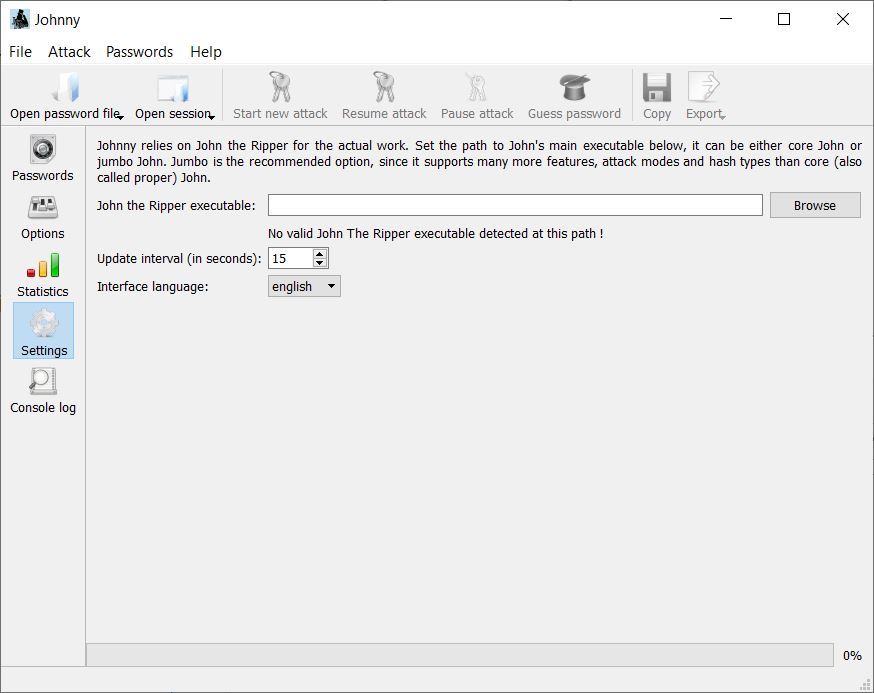 Johnny
File Attack Passwords Help
Open password file Open session Start new attack Resume attack Pause attack Guess password Copy Export
Passwords
Options
Statistics
Settings
Console log
Johnny relies on John the Ripper for the actual work. Set the path to John's main executable below, it can be either core John or
jumbo John. Jumbo is the recommended option, since it supports many more features, attack modes and hash types than core (also
called proper) John.
John the Ripper executable: Browse
No valid John The Ripper executable detected at this path !
Update interval (in seconds): 15
Interface language: english
0%